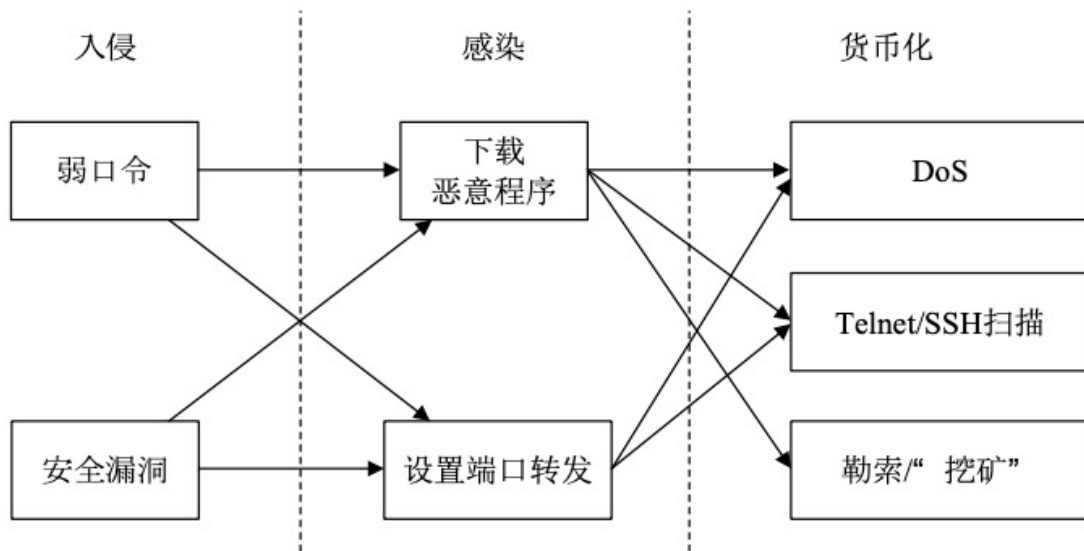 入侵
感染
货币化
弱口令
下载
恶意程序
DoS
Telnet/SSH扫描
安全漏洞
设置端口转发
勒索/“挖矿”